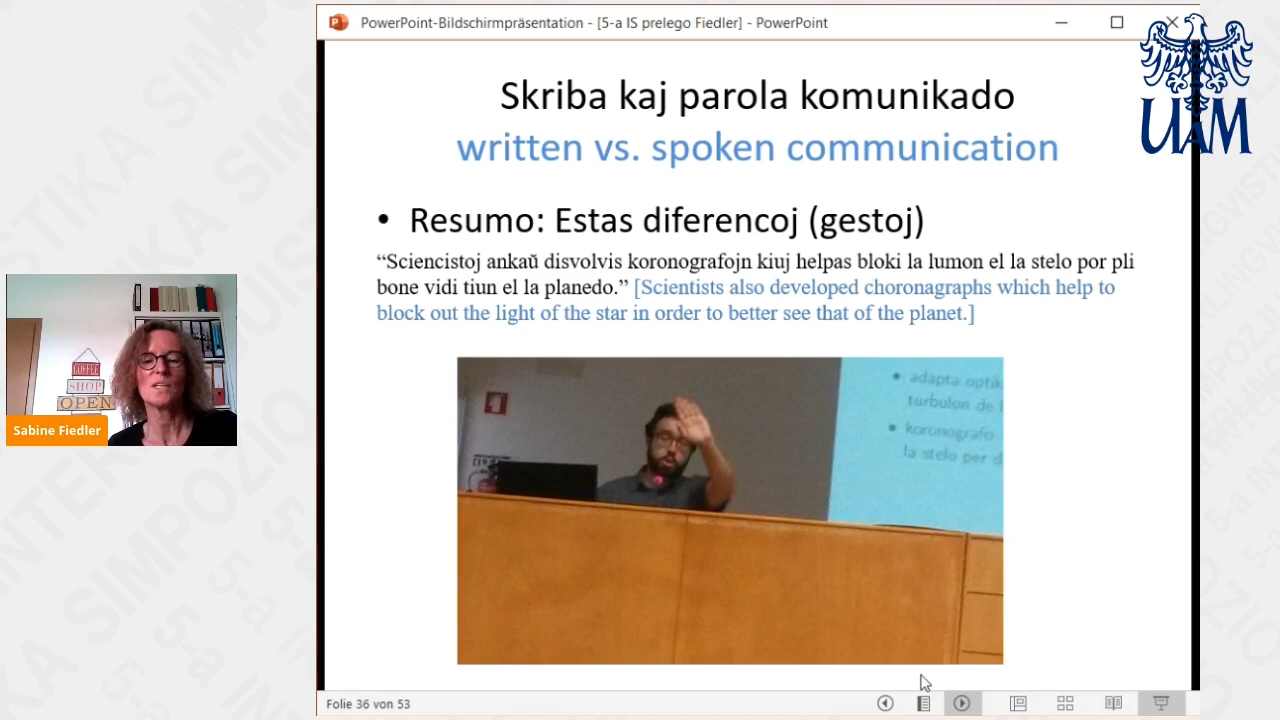 PowerPoint-Bildschirmpräsentation - [5-a IS prelego Fiedler] - PowerPoint
UAM
Skriba kaj parola komunikado
written vs. spoken communication
• Resumo: Estas diferencoj (gestoj)
“Sciencistoj ankaŭ disvolvis koronografojn kiuj helpas bloki la lumon el la stelo por pli
bone vidi tiun el la planedo.” [Scientists also developed choronagraphs which help to
block out the light of the star in order to better see that of the planet.]
• adapta optik
turbulon de
• koronografo
la stelo per
COFFEE
SHOP
OPEN
Sabine Fiedler
Folie 36 von 53